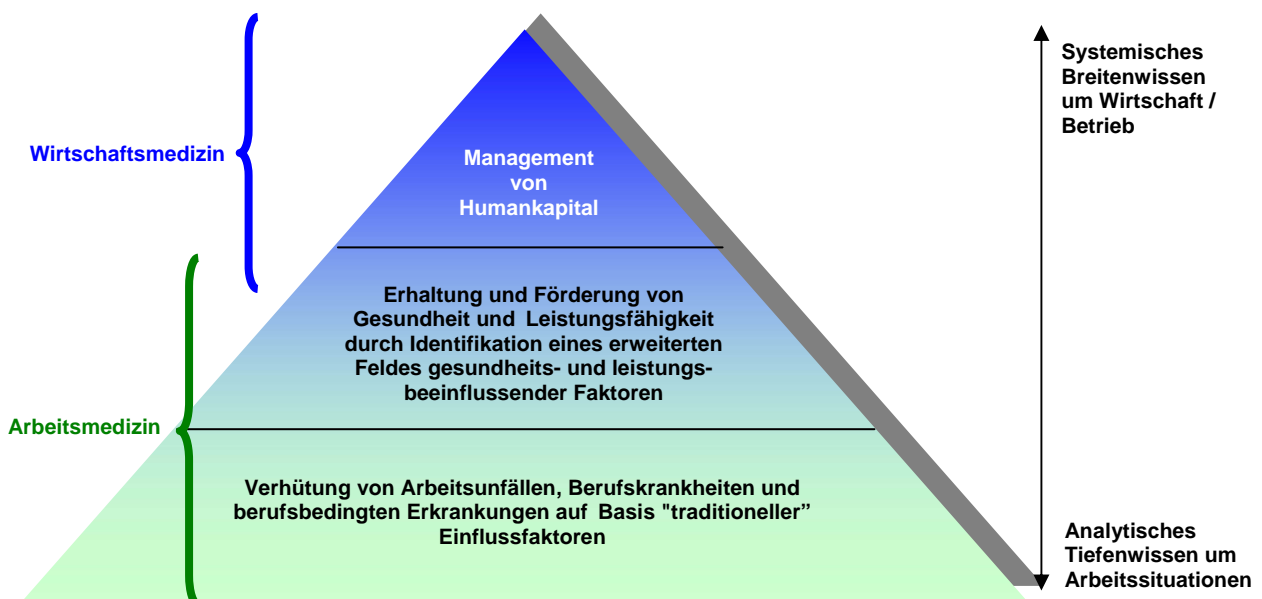 Wirtschaftsmedizin
Management
von
Humankapital
Systemisches
Breitenwissen
um Wirtschaft /
Betrieb
Arbeitsmedizin
Erhaltung und Förderung von
Gesundheit und Leistungsfähigkeit
durch Identifikation eines erweiterten
Feldes gesundheits- und leistungs-
beeinflussender Faktoren
Verhütung von Arbeitsunfällen, Berufskrankheiten und
berufsbedingten Erkrankungen auf Basis "traditioneller”
Einflussfaktoren
Analytisches
Tiefenwissen um
Arbeitssituationen